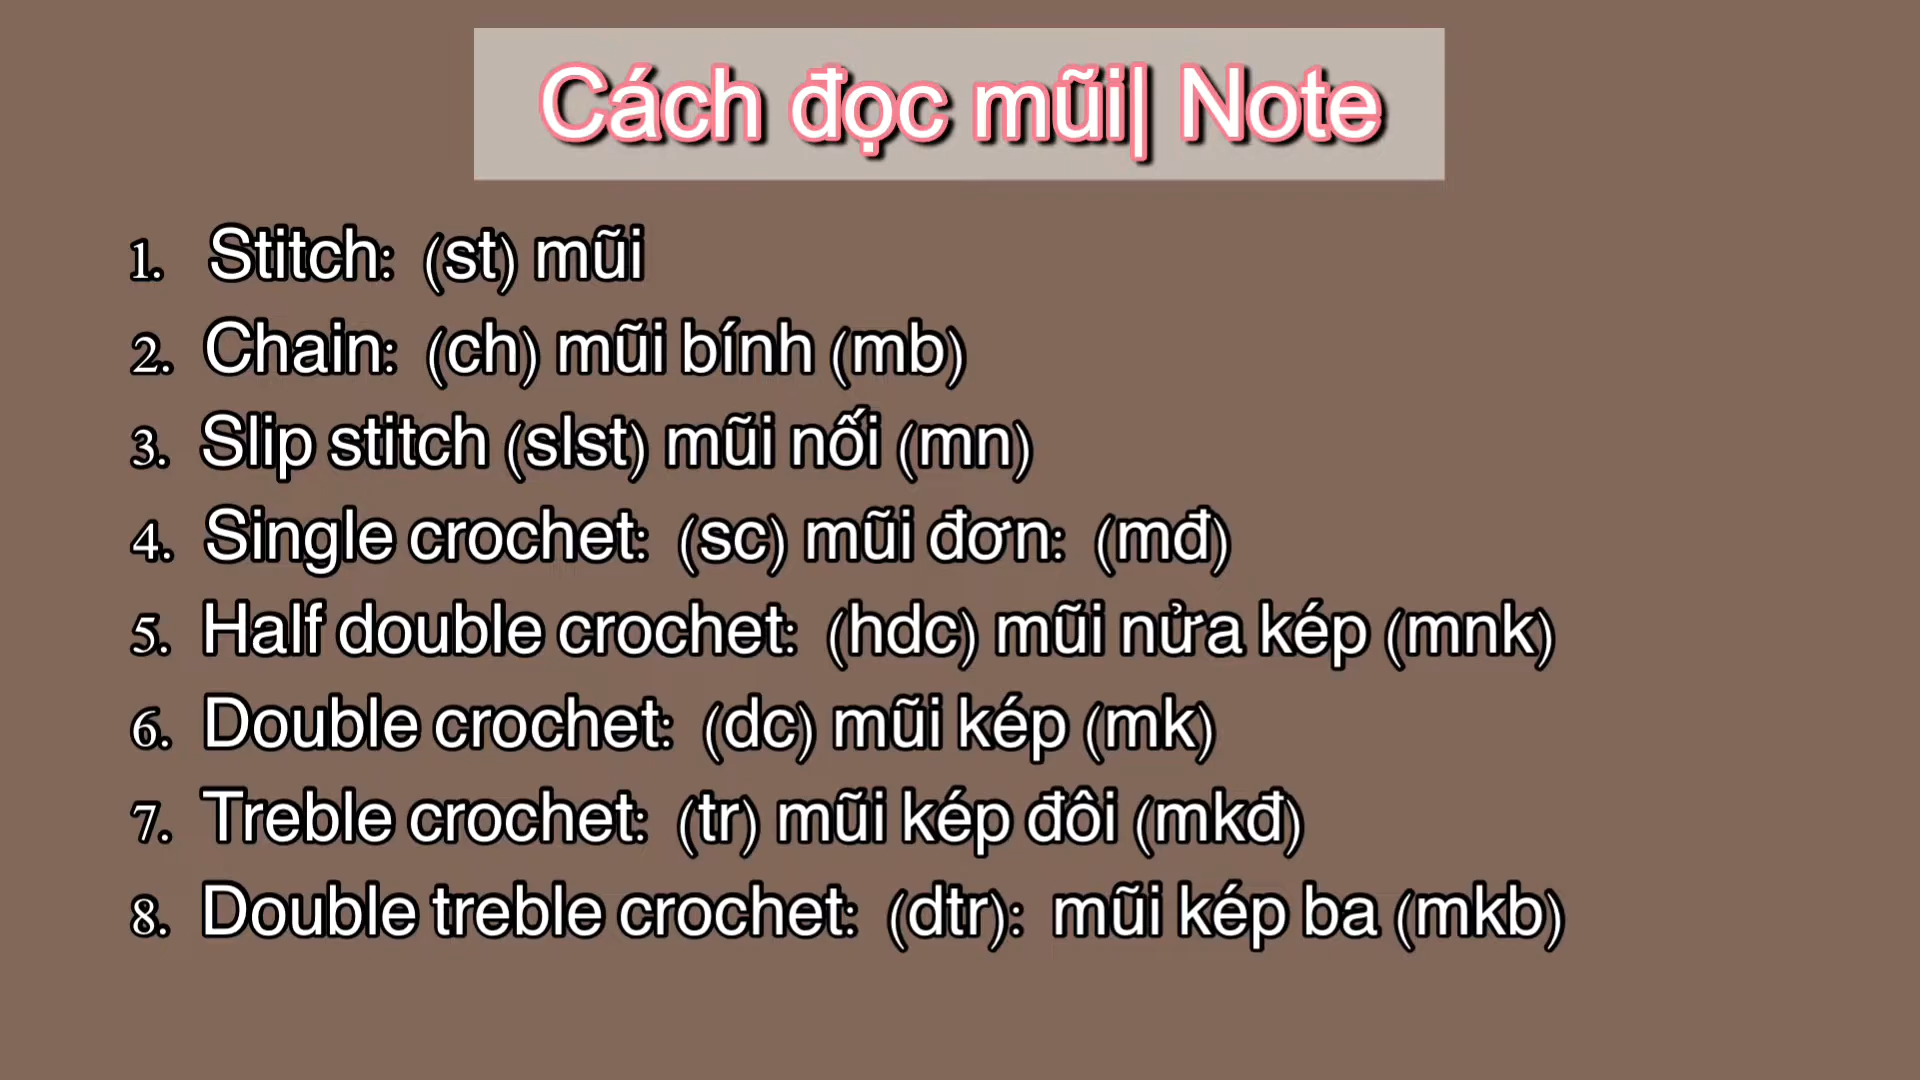 Cách đọc mũi| Note
1. Stitch: (st) mũi
2. Chain: (ch) mũi bính (mb)
3. Slip stitch (slst) mũi nối (mn)
4. Single crochet: (sc) mũi đơn: (mđ)
5. Half double crochet: (hdc) mũi nửa kép (mnk)
6. Double crochet: (dc) mũi kép (mk)
7. Treble crochet: (tr) mũi kép đôi (mkđ)
8. Double treble crochet: (dtr): mũi kép ba (mkb)